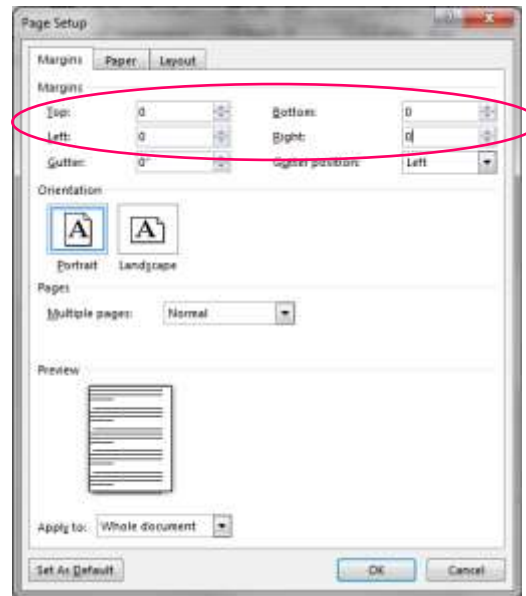 Page Setup
Margins Paper Layout
Margins
Top: 0 Bottom: 0
Left: 0 Right: 0
Gutter: 0" Gutter position: Left
Orientation
A A
Portrait Landscape
Pages
Multiple pages: Normal
Preview
Apply to: Whole document
Set As Default OK Cancel